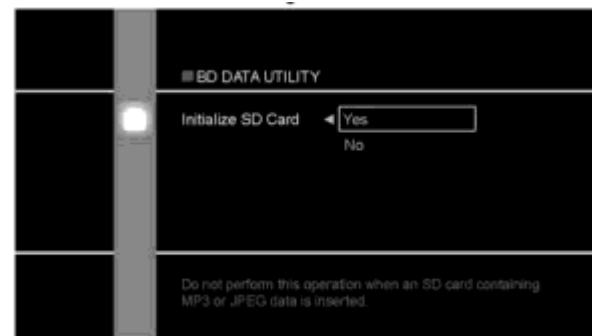 BD DATA UTILITY
Initialize SD Card ◀ Yes
No
Do not perform this operation when an SD card containing
MP3 or JPEG data is inserted.